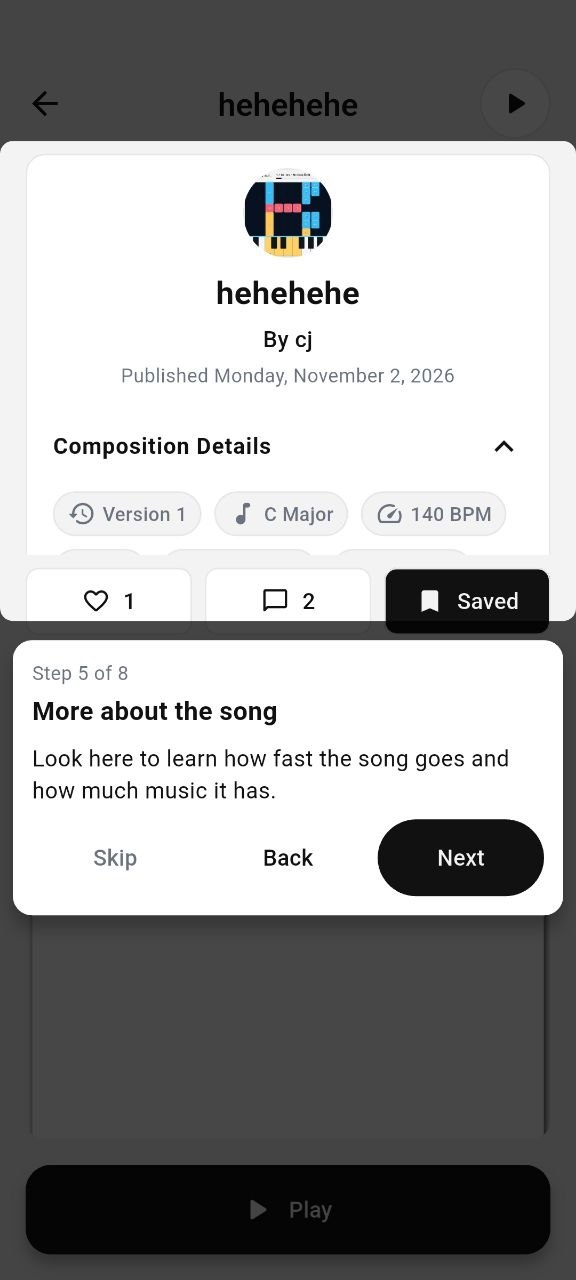 hehehehe
hehehehe
By cj
Published Monday, November 2, 2026
Composition Details
Version 1
C Major
140 BPM
1
2
Saved
Step 5 of 8
More about the song
Look here to learn how fast the song goes and
how much music it has.
Skip
Back
Next
Play